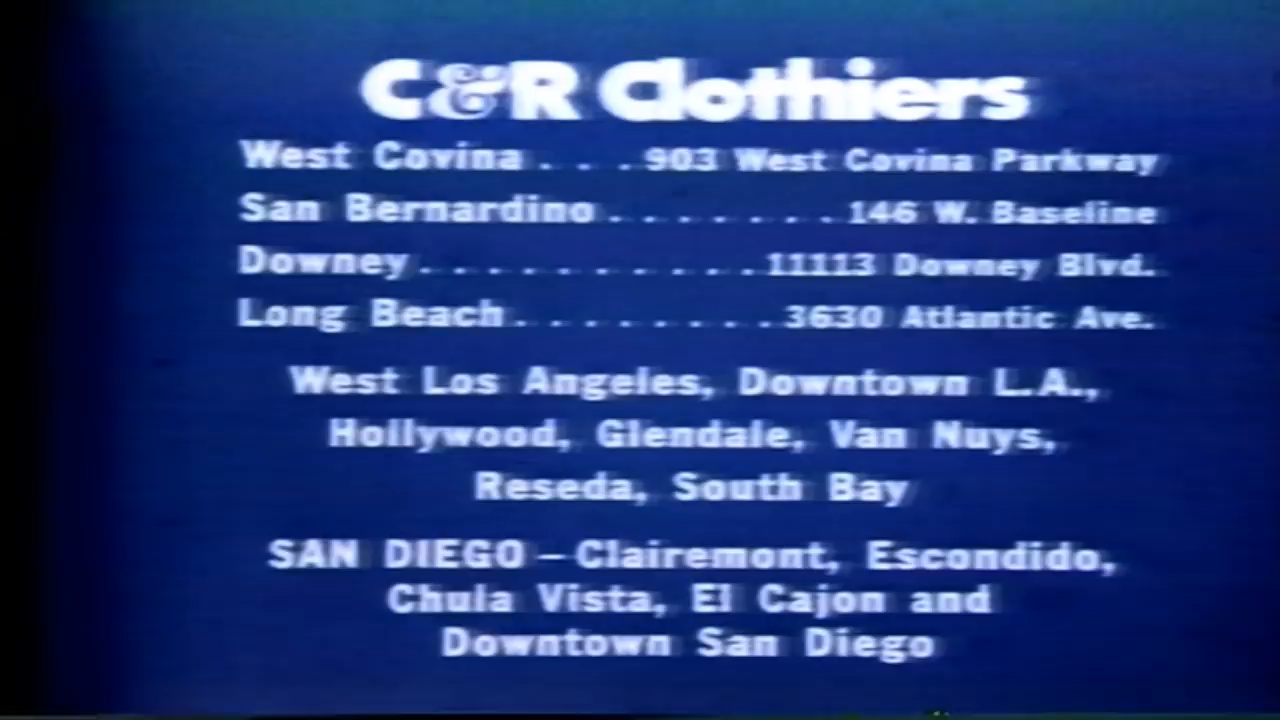 C&R Clothiers
West Covina . . . 903 West Covina Parkway
San Bernardino . . . . . . . 146 W. Baseline
Downey . . . . . . . . . . . 11113 Downey Blvd.
Long Beach . . . . . . . . 3630 Atlantic Ave.
West Los Angeles, Downtown L.A.,
Hollywood, Glendale, Van Nuys,
Reseda, South Bay
SAN DIEGO – Clairemont, Escondido,
Chula Vista, El Cajon and
Downtown San Diego